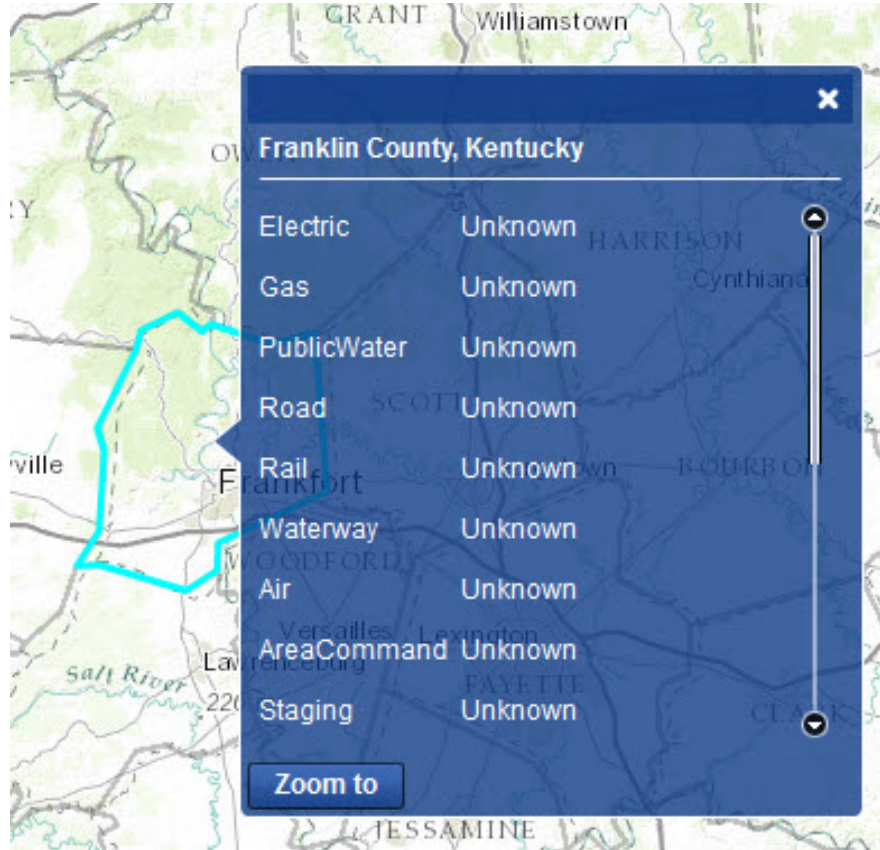 GRANT
Williamstown
Franklin County, Kentucky
Electric Unknown
HARRISON
Gas Unknown
Cynthiana
PublicWater Unknown
Road Unknown
SCOTT
ville
Rail Unknown
BOURBON
Frankfort
Waterway Unknown
WOODFORD
Air Unknown
Versailles Lexington
AreaCommand Unknown
Lawrenceburg
Salt River
FAYETTE
Staging Unknown
CLARK
Zoom to
JESSAMINE